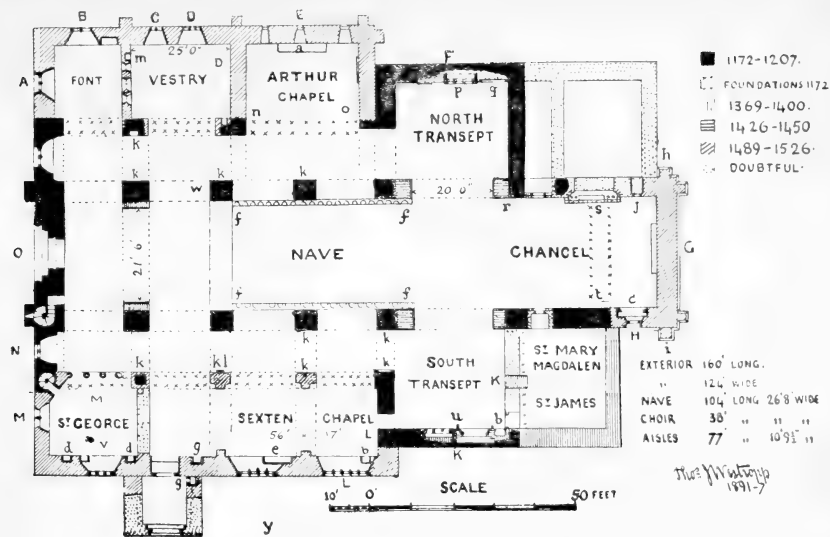 B C D E
25'0"
m D a
A FONT VESTRY ARTHUR CHAPEL
n o
F
p q
NORTH TRANSEPT
k
k w k k 20 0 r s j h
f f
O 21 6 NAVE CHANCEL G
f f t c
H i
N k k k
k kl k k
M
M ST GEORGE SEXTEN CHAPEL
V 56 7' L
d d g e b
g L
SOUTH TRANSEPT
K
u b
K
ST MARY MAGDALEN
ST JAMES
y
10' 0' SCALE 50 FEET
1172-1207.
FOUNDATIONS 1172
1369-1400.
1426-1450
1489-1526.
DOUBTFUL.
EXTERIOR 160' LONG.
" 124' WIDE
NAVE 104' LONG 26'8 WIDE
CHOIR 38' " " "
AISLES 77' " 10'9½" "
Thos J Westropp
1891-7